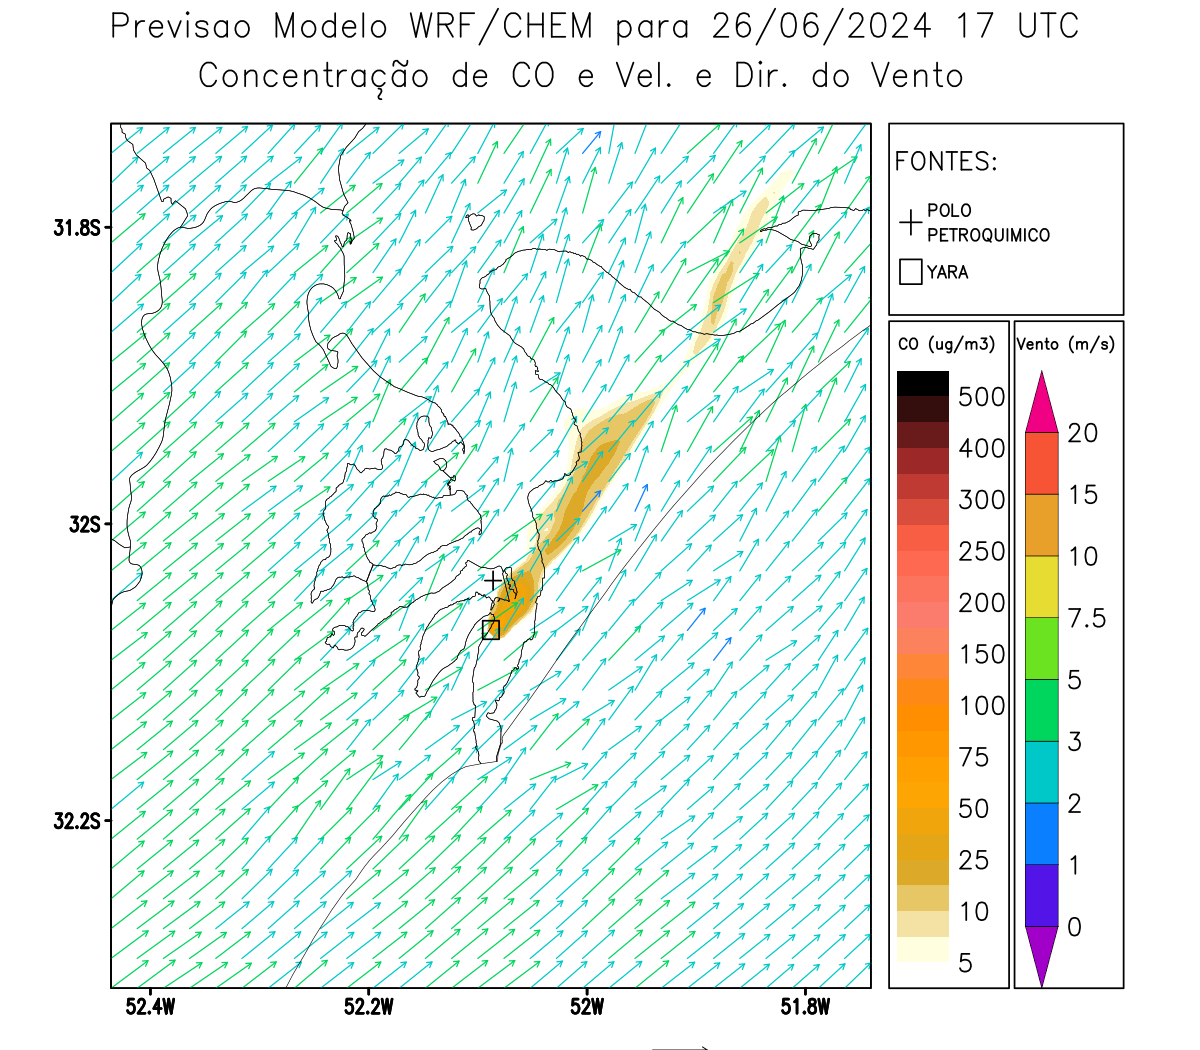 Previsao Modelo WRF/CHEM para 26/06/2024 17 UTC
Concentração de CO e Vel. e Dir. do Vento
FONTES:
POLO
PETROQUIMICO
YARA
CO (ug/m3)
500
400
300
250
200
150
100
75
50
25
10
5
Vento (m/s)
20
15
10
7.5
5
3
2
1
0
31.8S
32S
32.2S
52.4W
52.2W
52W
51.8W